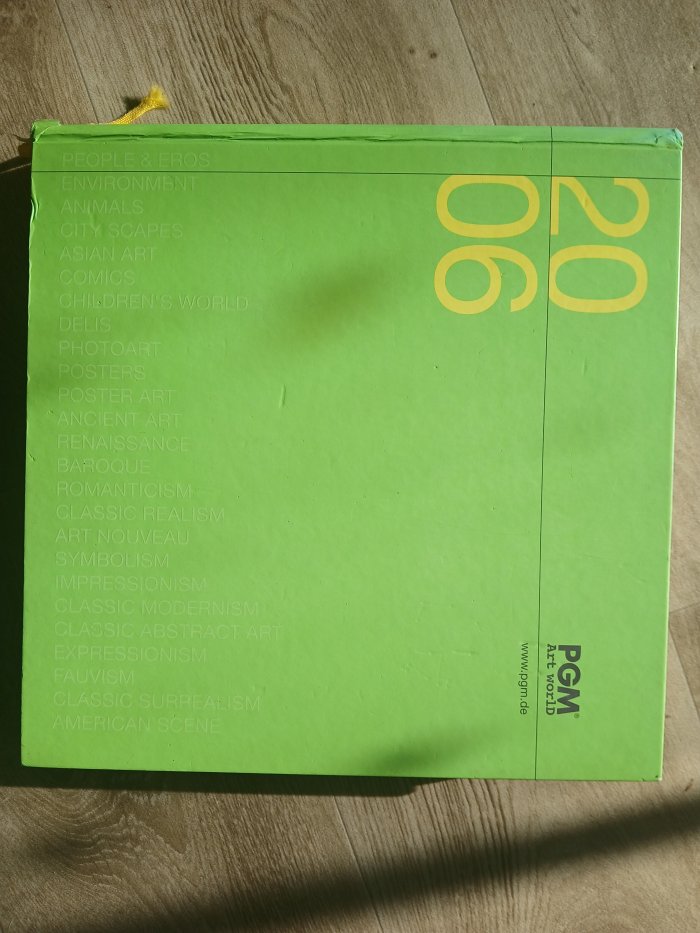 PEOPLE & EROS
ENVIRONMENT
ANIMALS
CITY SCAPES
ASIAN ART
COMICS
CHILDREN'S WORLD
DELIS
PHOTOART
POSTERS
POSTER ART
ANCIENT ART
RENAISSANCE
BAROQUE
ROMANTICISM
CLASSIC REALISM
ART NOUVEAU
SYMBOLISM
IMPRESSIONISM
CLASSIC MODERNISM
CLASSIC ABSTRACT ART
EXPRESSIONISM
FAUVISM
CLASSIC SURREALISM
AMERICAN SCENE
20
06
PGM®
Art worlD
www.pgm.de